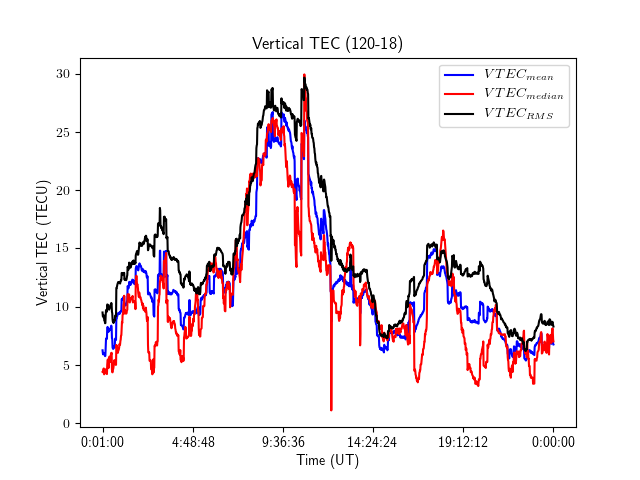 Vertical TEC (120-18)
VTEC_mean
VTEC_median
VTEC_RMS
30
25
20
15
10
5
0
Vertical TEC (TECU)
0:01:00 4:48:48 9:36:36 14:24:24 19:12:12 0:00:00
Time (UT)